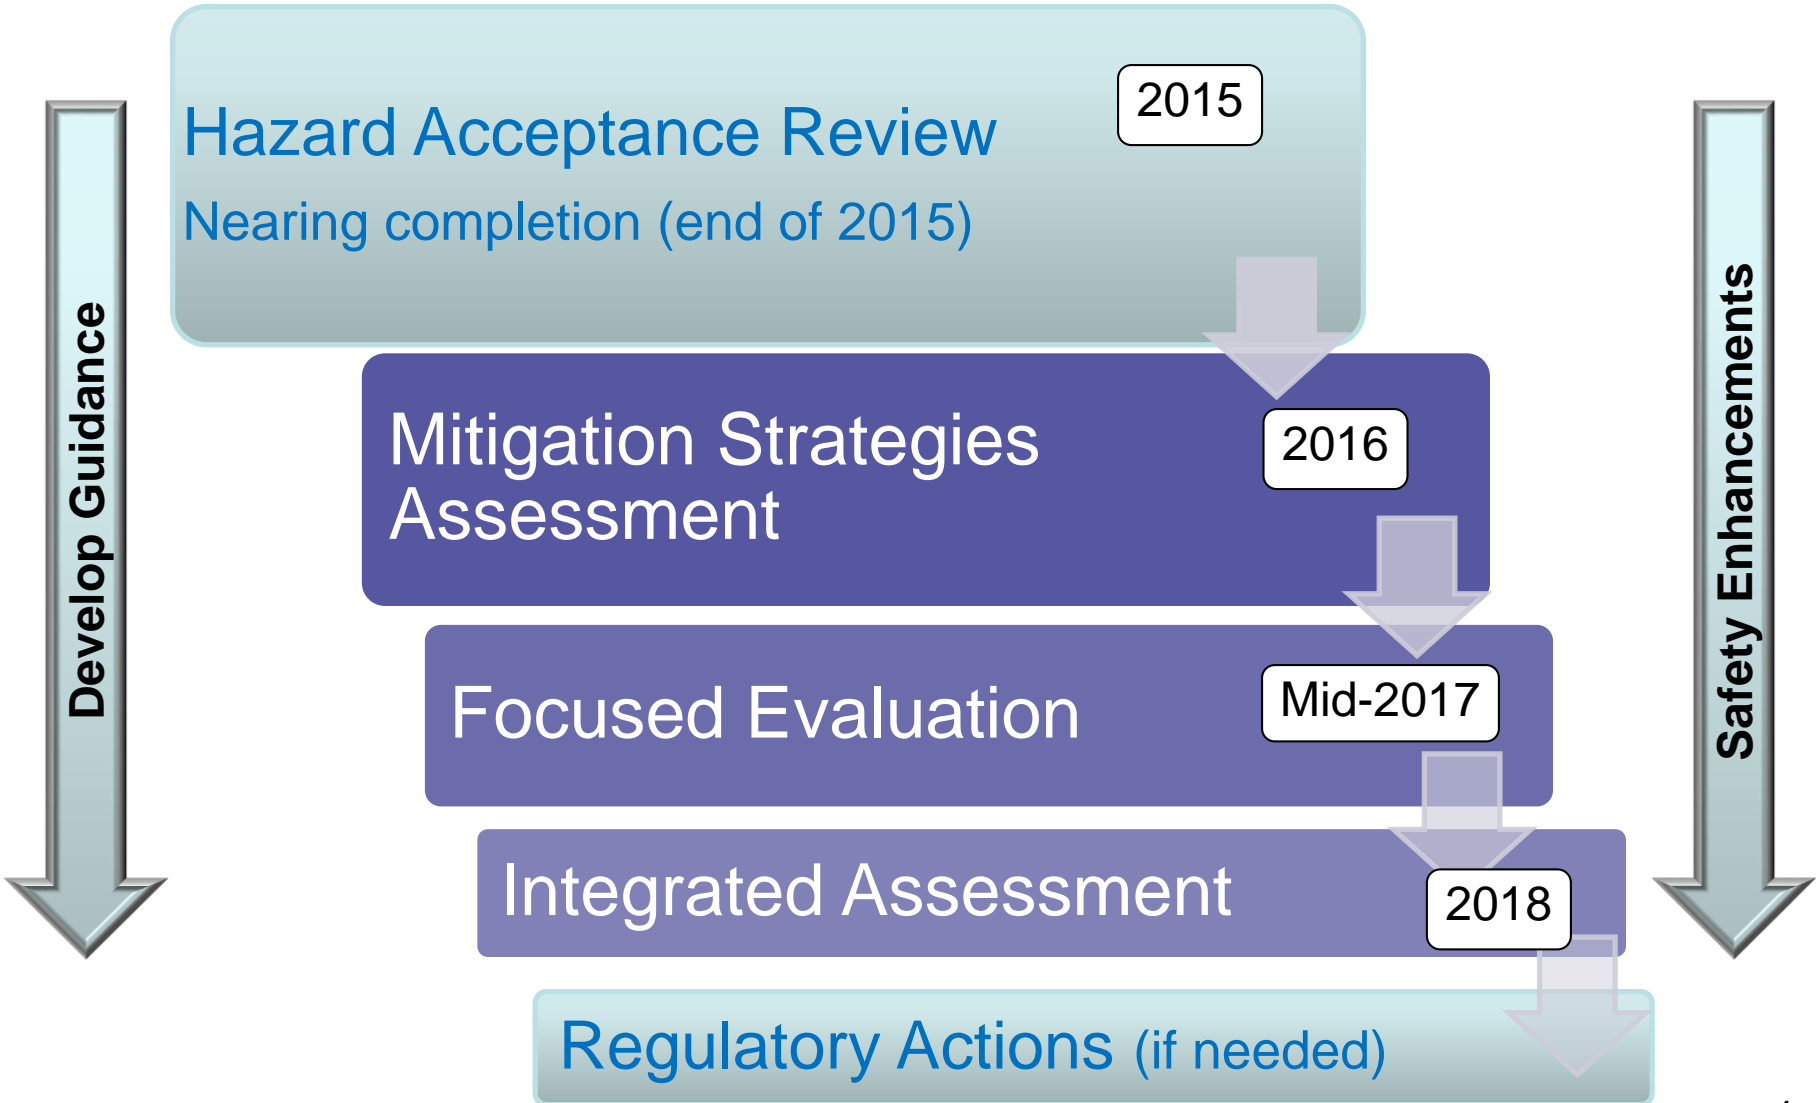 Hazard Acceptance Review
2015
Nearing completion (end of 2015)
Develop Guidance
Safety Enhancements
Mitigation Strategies
Assessment
2016
Focused Evaluation
Mid-2017
Integrated Assessment
2018
Regulatory Actions (if needed)